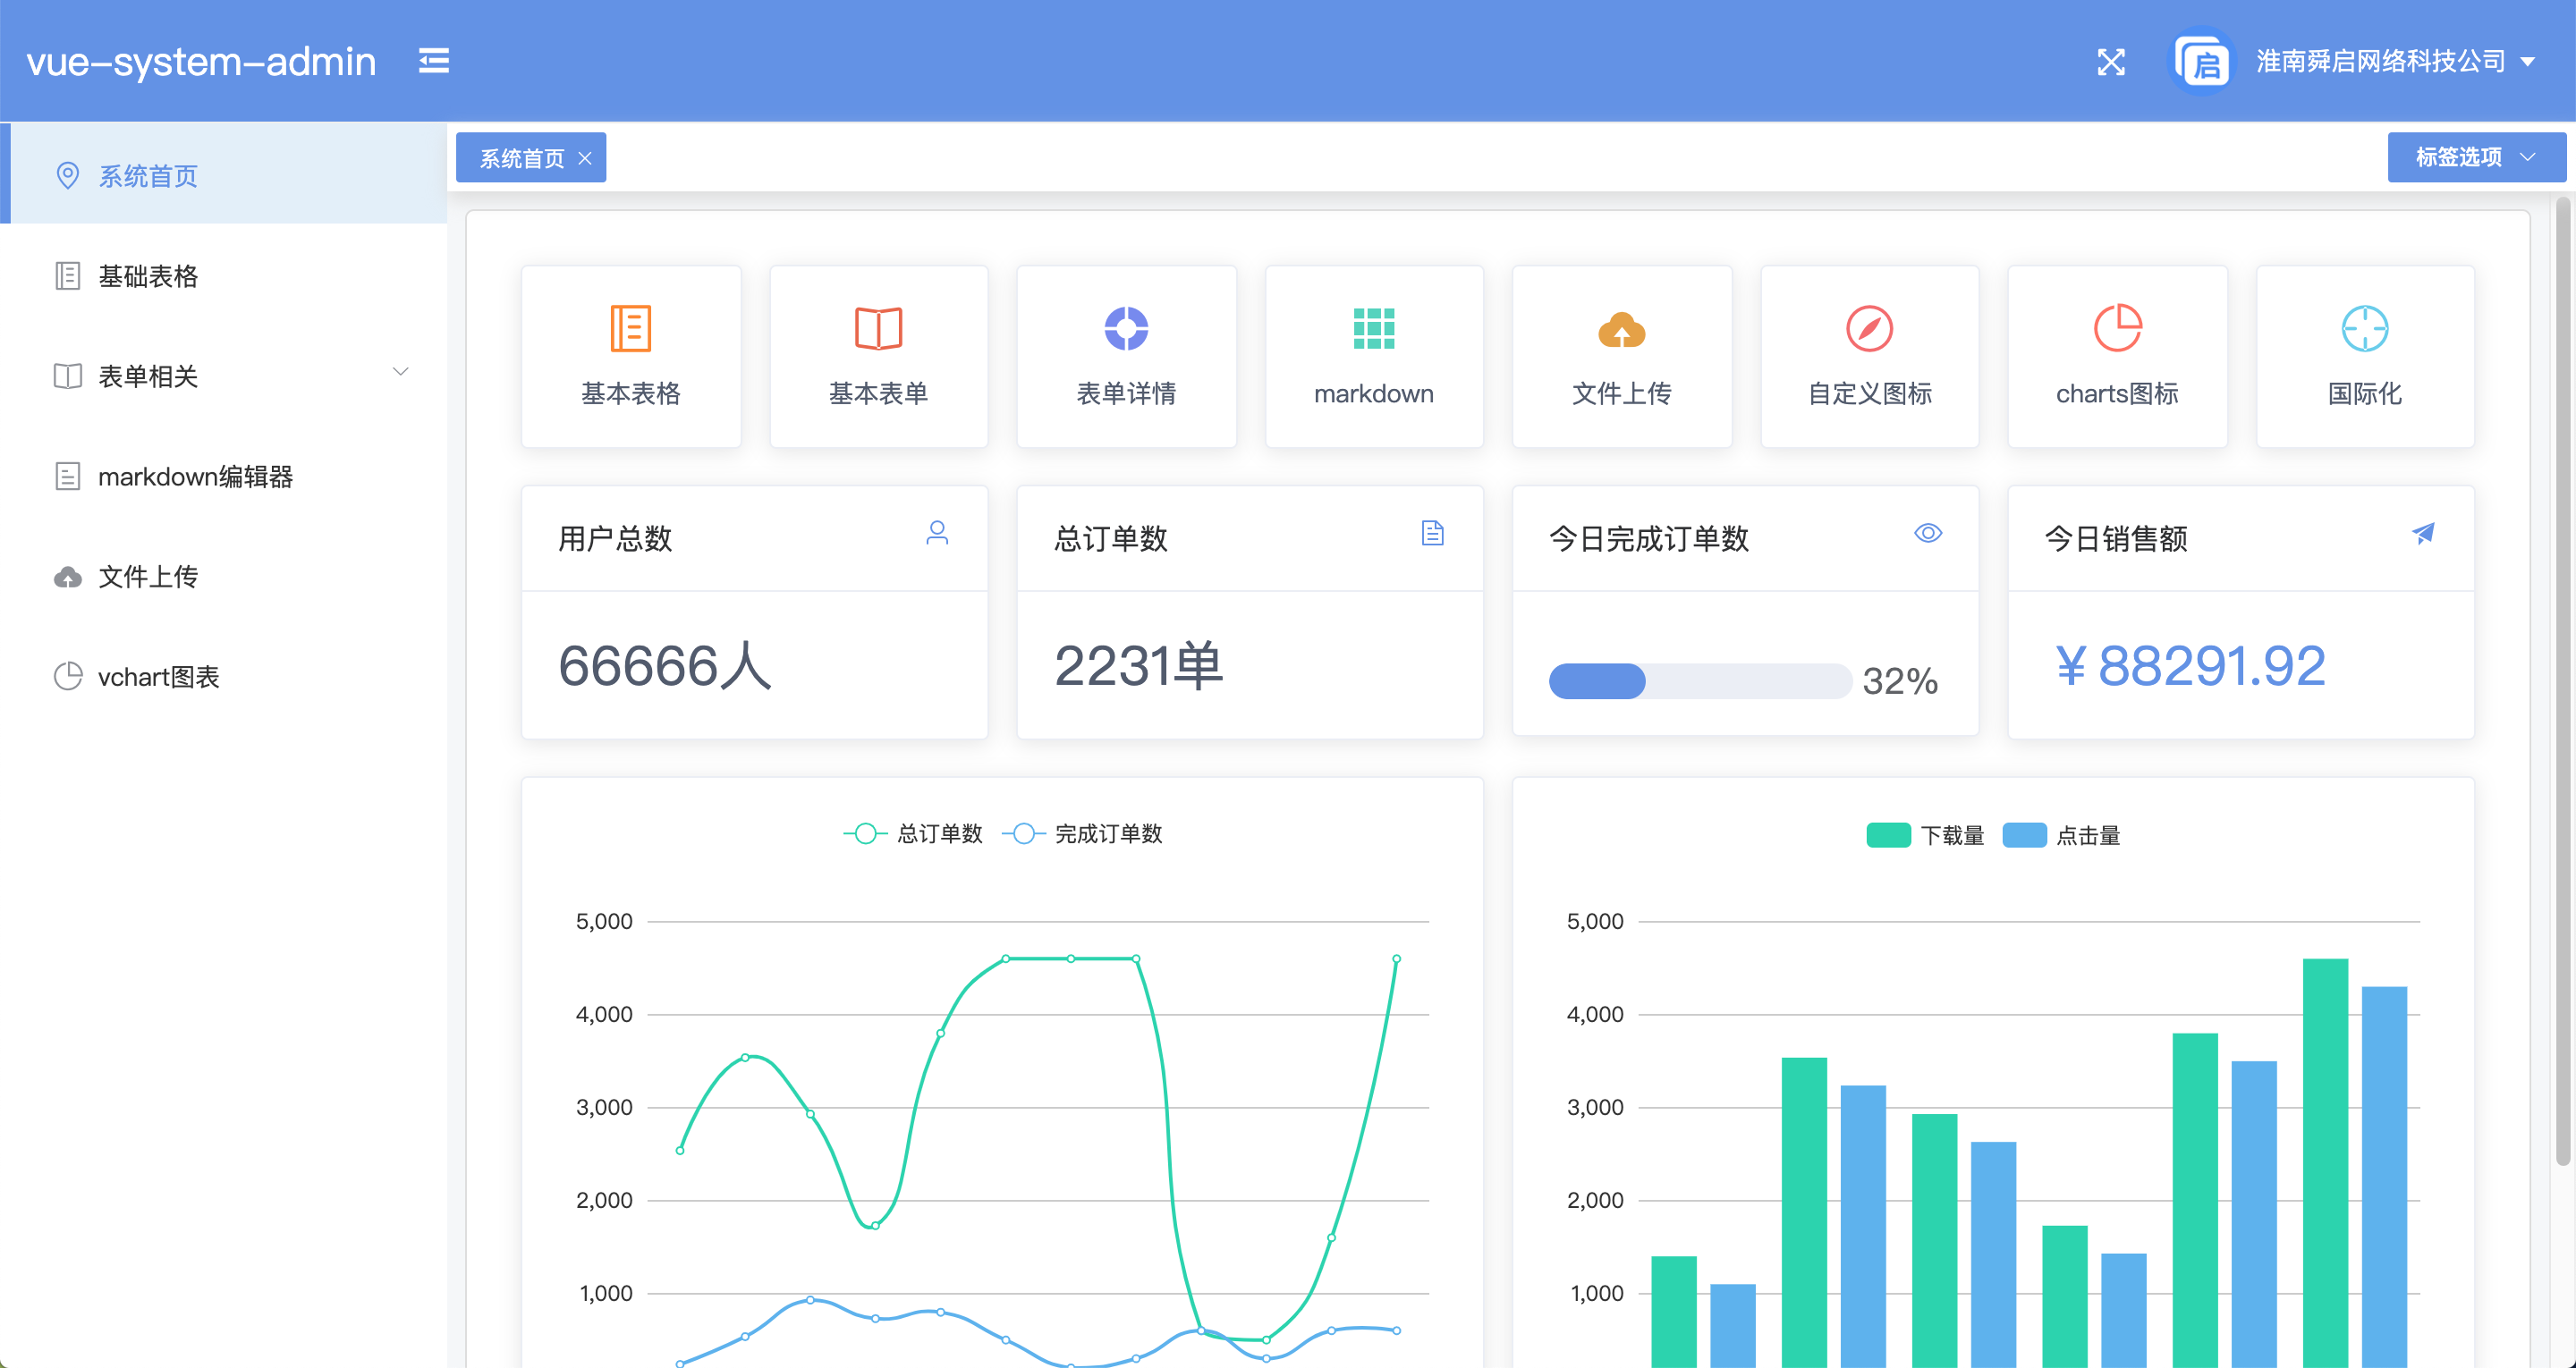 vue-system-admin
启
淮南舜启网络科技公司
系统首页
基础表格
表单相关
markdown编辑器
文件上传
vchart图表
系统首页
标签选项
基本表格
基本表单
表单详情
markdown
文件上传
自定义图标
charts图标
国际化
用户总数
66666人
总订单数
2231单
今日完成订单数
32%
今日销售额
¥ 88291.92
总订单数 完成订单数
5,000
4,000
3,000
2,000
1,000
下载量 点击量
5,000
4,000
3,000
2,000
1,000